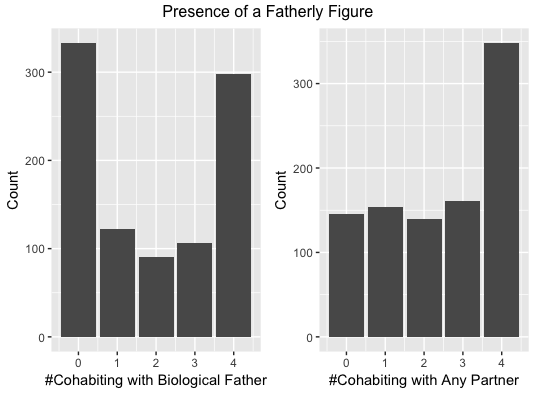 Presence of a Fatherly Figure
Count
300
200
100
0
0 1 2 3 4
#Cohabiting with Biological Father
Count
300
200
100
0
0 1 2 3 4
#Cohabiting with Any Partner